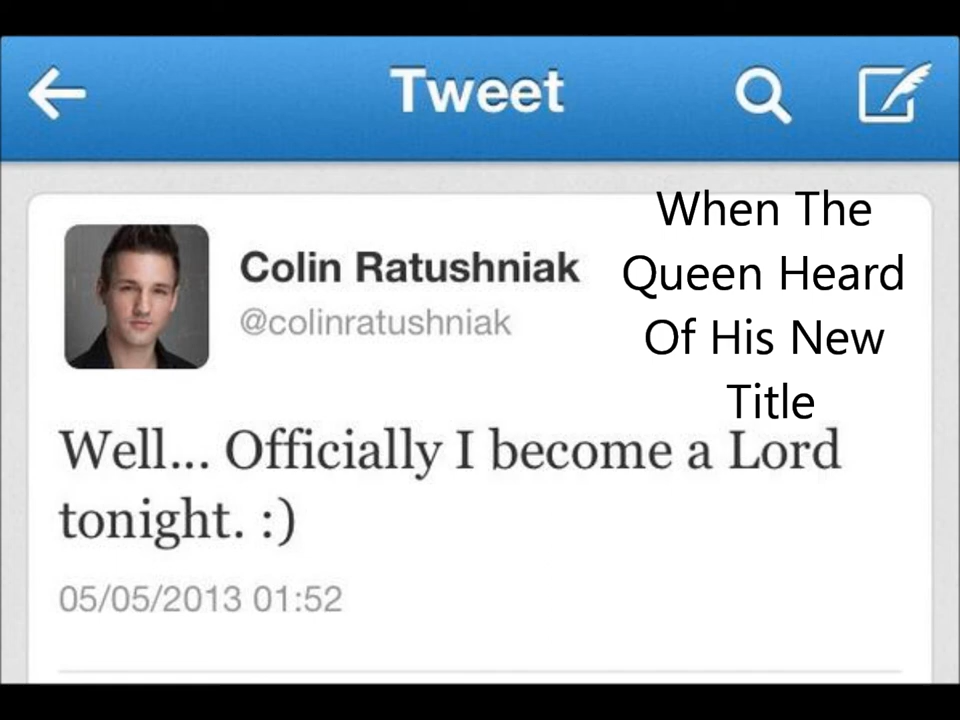 Tweet
Colin Ratushniak
@colinratushniak
When The
Queen Heard
Of His New
Title
Well... Officially I become a Lord
tonight. :)
05/05/2013 01:52